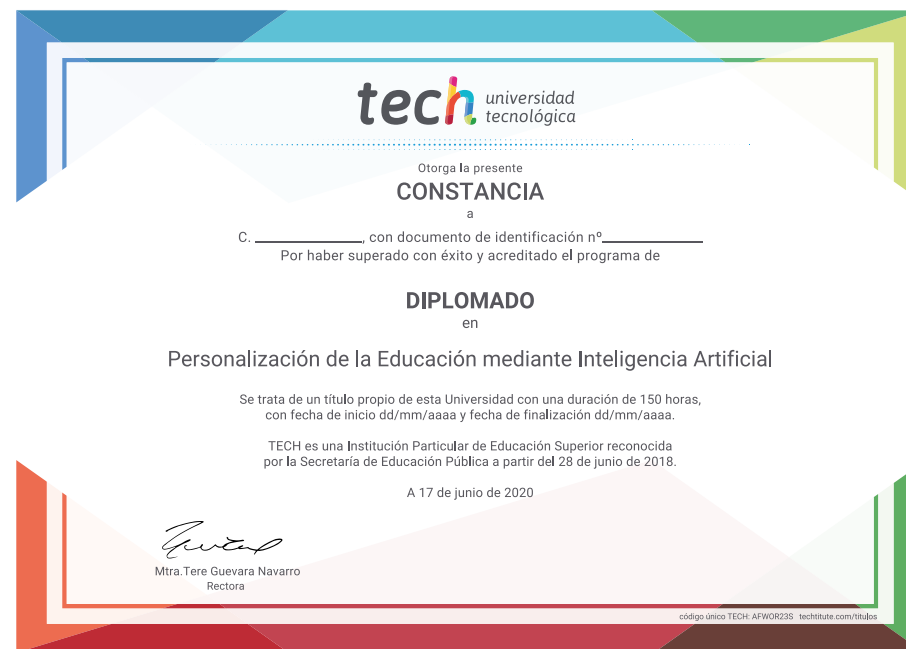 tech universidad
tecnológica
Otorga la presente
CONSTANCIA
a
C. ____________, con documento de identificación nº____________
Por haber superado con éxito y acreditado el programa de
DIPLOMADO
en
Personalización de la Educación mediante Inteligencia Artificial
Se trata de un título propio de esta Universidad con una duración de 150 horas,
con fecha de inicio dd/mm/aaaa y fecha de finalización dd/mm/aaaa.
TECH es una Institución Particular de Educación Superior reconocida
por la Secretaría de Educación Pública a partir del 28 de junio de 2018.
A 17 de junio de 2020
Mtra.Tere Guevara Navarro
Rectora
código único TECH: AFWOR23S techtitute.com/titulos